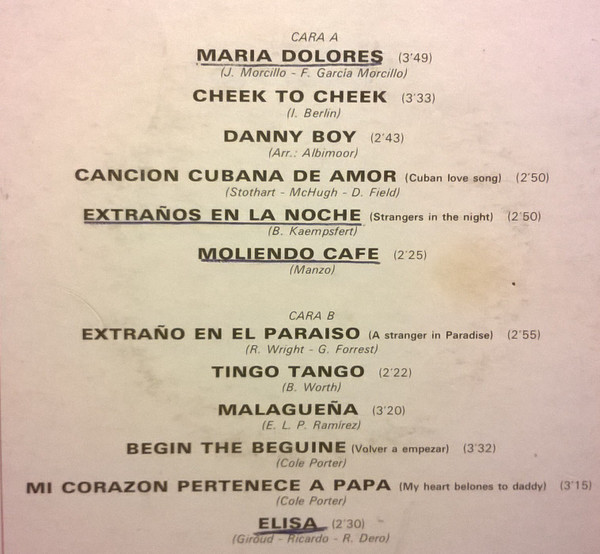 CARA A
MARIA DOLORES (3'49)
(J. Morcillo - F. Garcia Morcillo)
CHEEK TO CHEEK (3'33)
(I. Berlin)
DANNY BOY (2'43)
(Arr.: Albimoor)
CANCION CUBANA DE AMOR (Cuban love song) (2'50)
(Stothart - McHugh - D. Field)
EXTRAÑOS EN LA NOCHE (Strangers in the night) (2'50)
(B. Kaempfert)
MOLIENDO CAFE (2'25)
(Manzo)
CARA B
EXTRAÑO EN EL PARAISO (A stranger in Paradise) (2'55)
(R. Wright - G. Forrest)
TINGO TANGO (2'22)
(B. Worth)
MALAGUEÑA (3'20)
(E. L. P. Ramírez)
BEGIN THE BEGUINE (Volver a empezar) (3'32)
(Cole Porter)
MI CORAZON PERTENECE A PAPA (My heart belones to daddy) (3'15)
(Cole Porter)
ELISA (2'30)
(Giroud - Ricardo - R. Dero)